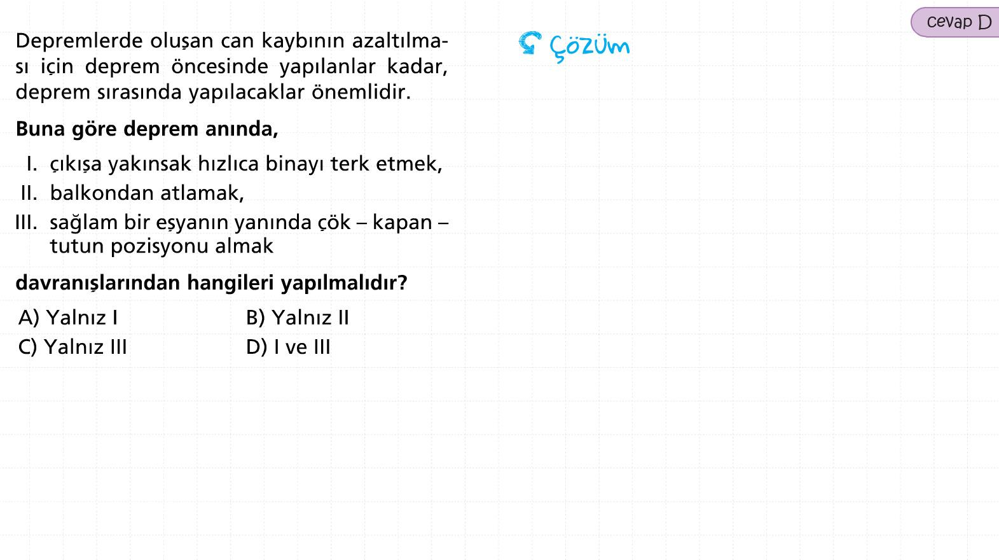 Depremlerde oluşan can kaybının azaltılma-
sı için deprem öncesinde yapılanlar kadar,
deprem sırasında yapılacaklar önemlidir.
Buna göre deprem anında,
I. çıkışa yakınsak hızlıca binayı terk etmek,
II. balkondan atlamak,
III. sağlam bir eşyanın yanında çök – kapan –
tutun pozisyonu almak
davranışlarından hangileri yapılmalıdır?
A) Yalnız I B) Yalnız II
C) Yalnız III D) I ve III
Çözüm
cevap D